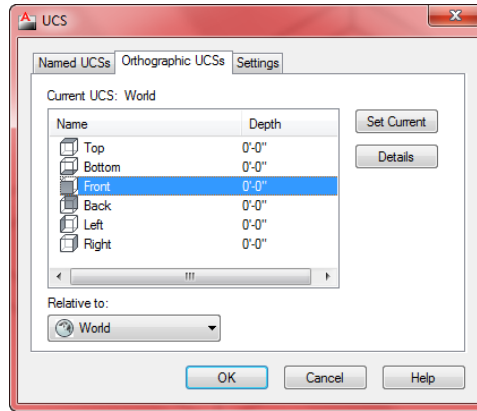 UCS
Named UCSs Orthographic UCSs Settings
Current UCS: World
Name Depth
Top 0'-0"
Bottom 0'-0"
Front 0'-0"
Back 0'-0"
Left 0'-0"
Right 0'-0"
Set Current
Details
Relative to:
World
OK Cancel Help